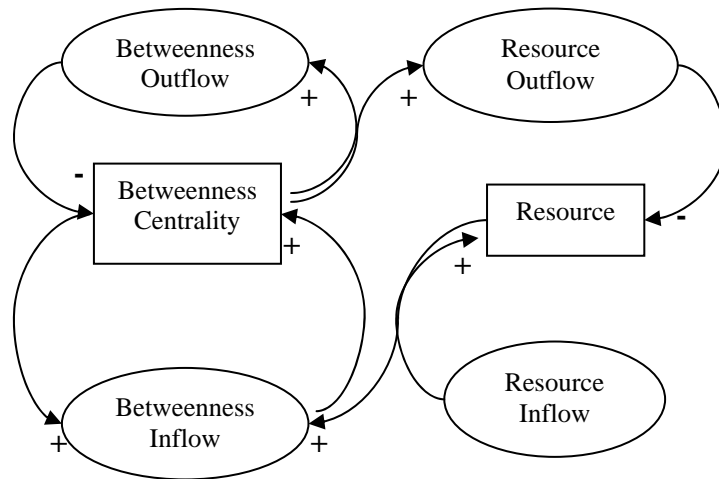 Betweenness
Outflow
+
Resource
Outflow
+
-
Betweenness
Centrality
+
Resource
-
+
Betweenness
Inflow
+
+
Resource
Inflow